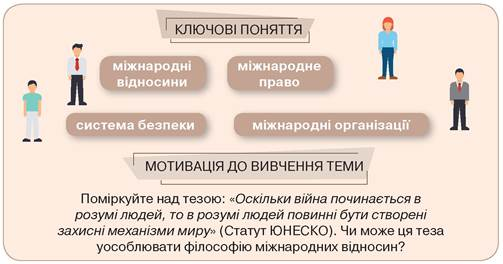 КЛЮЧОВІ ПОНЯТТЯ
міжнародні
відносини
міжнародне
право
система безпеки
міжнародні організації
МОТИВАЦІЯ ДО ВИВЧЕННЯ ТЕМИ
Поміркуйте над тезою: «Оскільки війна починається в
розумі людей, то в розумі людей повинні бути створені
захисні механізми миру» (Статут ЮНЕСКО). Чи може ця теза
уособлювати філософію міжнародних відносин?